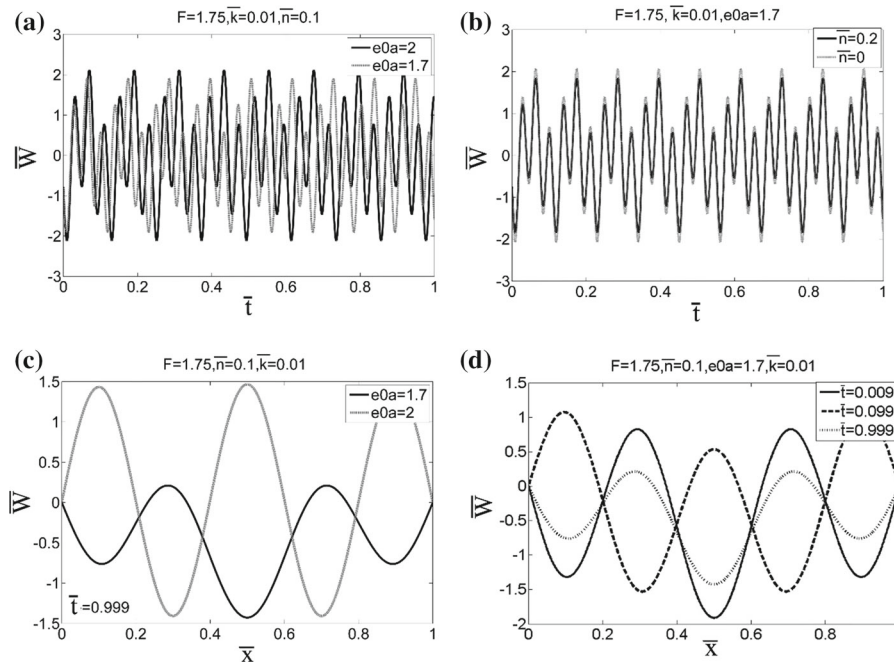 (a) F=1.75,k̅=0.01,n̅=0.1
e0a=2
e0a=1.7
3
2
1
0
-1
-2
3
W̅
0 0.2 0.4 0.6 0.8 1
t̅
(b) F=1.75, k̅=0.01,e0a=1.7
n̅=0.2
n̅=0
3
2
1
0
-1
-2
-3
W̅
0 0.2 0.4 0.6 0.8 1
t̅
(c) F=1.75,n̅=0.1,k̅=0.01
e0a=1.7
e0a=2
1.5
1
0.5
0
-0.5
-1
-1.5
W̅
t̅=0.999
0 0.2 0.4 0.6 0.8 1
x̅
(d) F=1.75,n̅=0.1,e0a=1.7,k̅=0.01
t̅=0.009
t̅=0.099
t̅=0.999
1.5
1
0.5
0
-0.5
-1
-1.5
-2
W̅
0 0.2 0.4 0.6 0.8
x̅